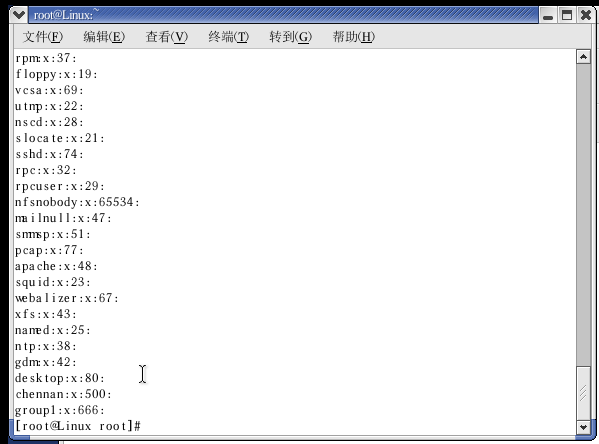 root@Linux:~
文件(F) 编辑(E) 查看(V) 终端(T) 转到(G) 帮助(H)
rpm:x:37:
floppy:x:19:
vcsa:x:69:
utmp:x:22:
nscd:x:28:
slocate:x:21:
sshd:x:74:
rpc:x:32:
rpcuser:x:29:
nfsnobody:x:65534:
mailnull:x:47:
smmsp:x:51:
pcap:x:77:
apache:x:48:
squid:x:23:
webalizer:x:67:
xfs:x:43:
named:x:25:
ntp:x:38:
gdm:x:42:
desktop:x:80:
chennan:x:500:
group1:x:666:
[root@Linux root]#